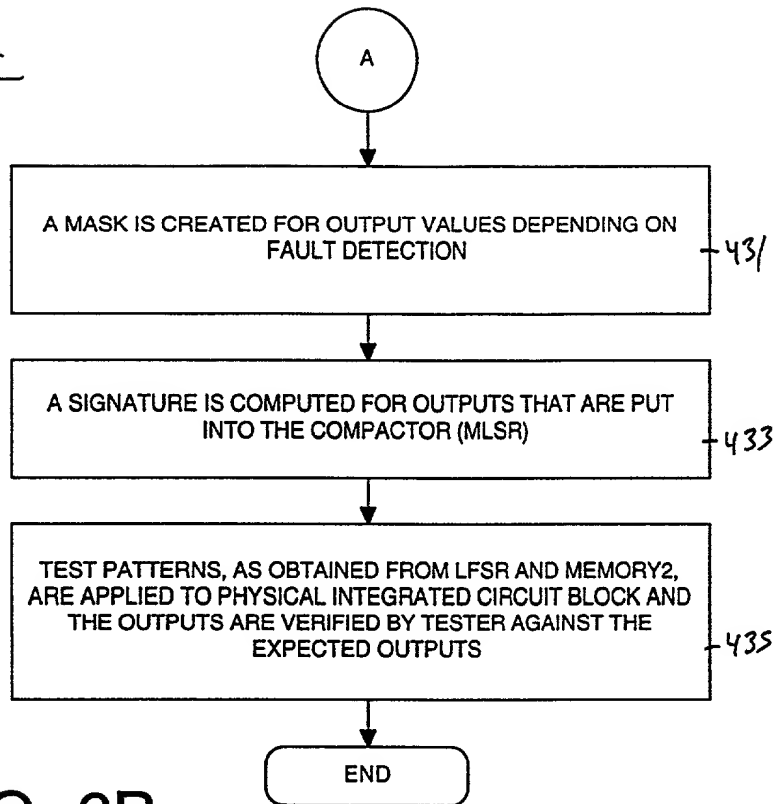 A
A MASK IS CREATED FOR OUTPUT VALUES DEPENDING ON
FAULT DETECTION
431
A SIGNATURE IS COMPUTED FOR OUTPUTS THAT ARE PUT
INTO THE COMPACTOR (MLSR)
433
TEST PATTERNS, AS OBTAINED FROM LFSR AND MEMORY2,
ARE APPLIED TO PHYSICAL INTEGRATED CIRCUIT BLOCK AND
THE OUTPUTS ARE VERIFIED BY TESTER AGAINST THE
EXPECTED OUTPUTS
435
END